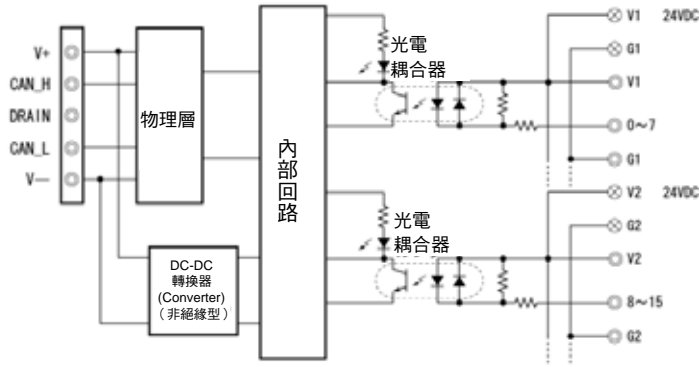 V+
CAN_H
DRAIN
CAN_L
V—
物理層
DC-DC
轉換器
(Converter)
（非絕緣型）
內部回路
光電
耦合器
V1 24VDC
G1
V1
0～7
G1
光電
耦合器
V2 24VDC
G2
V2
8～15
G2